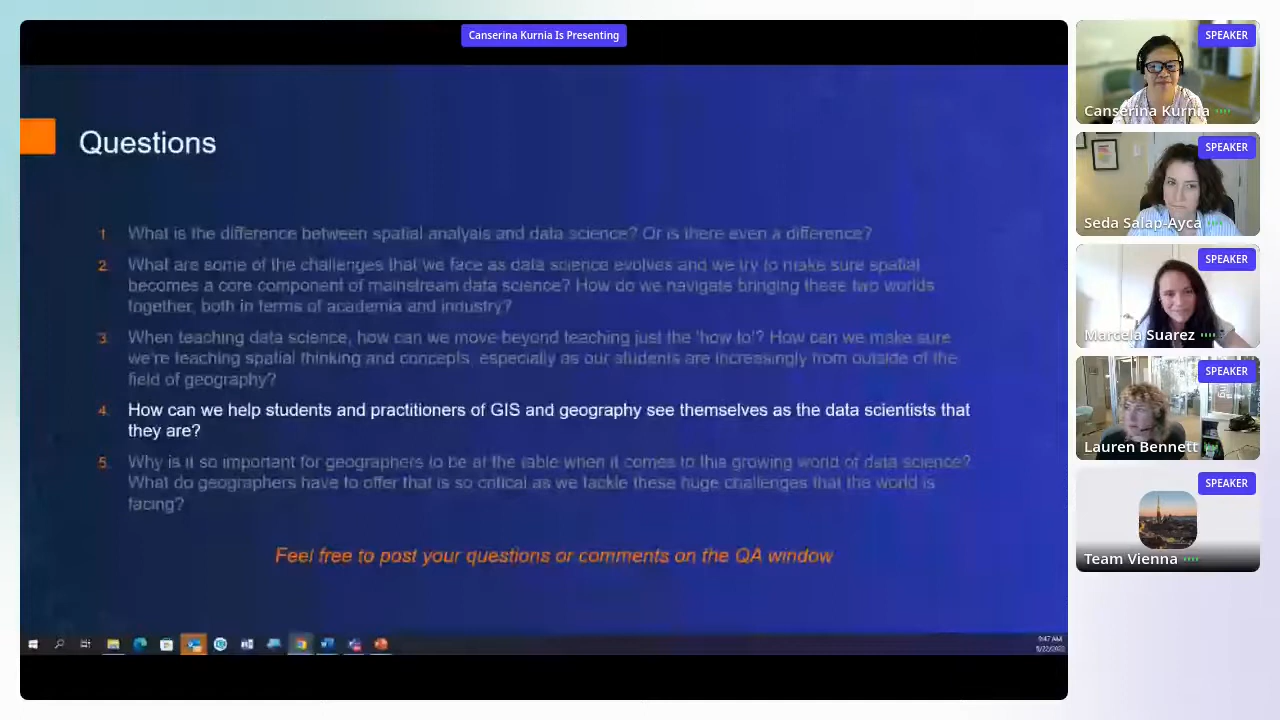 Canserina Kurnia Is Presenting
Questions
1. What is the difference between spatial analysis and data science? Or is there even a difference?
2. What are some of the challenges that we face as data science evolves and we try to make sure spatial
becomes a core component of mainstream data science? How do we navigate bringing these two worlds
together, both in terms of academia and industry?
3. When teaching data science, how can we move beyond teaching just the 'how to'? How can we make sure
we're teaching spatial thinking and concepts, especially as our students are increasingly from outside of the
field of geography?
4. How can we help students and practitioners of GIS and geography see themselves as the data scientists that
they are?
5. Why is it so important for geographers to be at the table when it comes to this growing world of data science?
What do geographers have to offer that is so critical as we tackle these huge challenges that the world is
facing?
Feel free to post your questions or comments on the QA window
9:47 AM
SPEAKER
Canserina Kurnia
SPEAKER
Seda Salap-Ayca
SPEAKER
Marcela Suarez
SPEAKER
Lauren Bennett
SPEAKER
Team Vienna